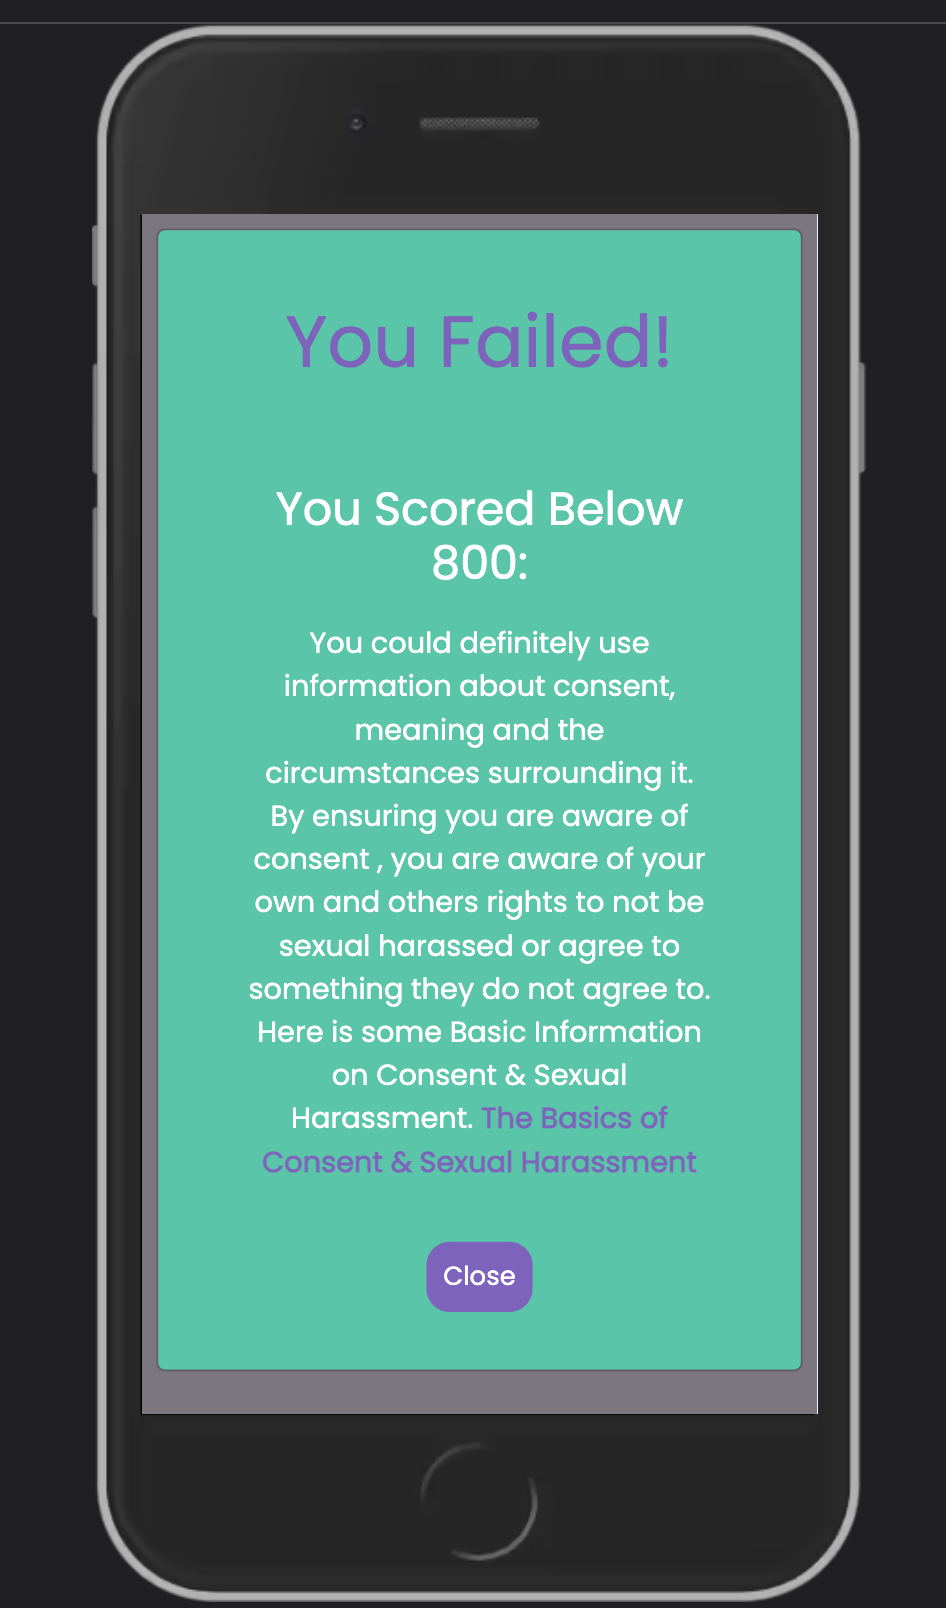 You Failed!
You Scored Below
800:
You could definitely use
information about consent,
meaning and the
circumstances surrounding it.
By ensuring you are aware of
consent , you are aware of your
own and others rights to not be
sexual harassed or agree to
something they do not agree to.
Here is some Basic Information
on Consent & Sexual
Harassment. The Basics of
Consent & Sexual Harassment
Close